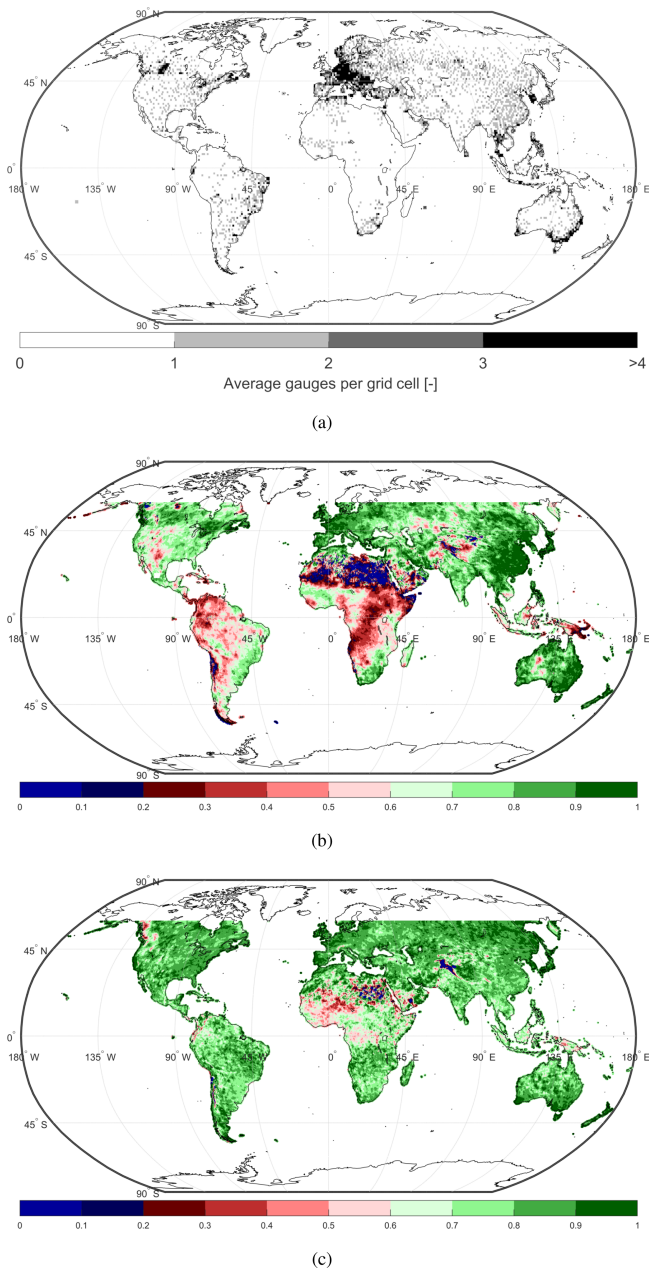 90° N
45° N
0°
180° W 135° W 90° W 45° W 0° 45° E 90° E 135° E 180° E
45° S
90 S
0 1 2 3 >4
Average gauges per grid cell [-]
(a)
90° N
45° N
0°
180° W 135° W 90° W 45° W 0° 45° E 90° E 135° E 180° E
45° S
90 S
0 0.1 0.2 0.3 0.4 0.5 0.6 0.7 0.8 0.9 1
(b)
90° N
45° N
0°
180° W 135° W 90° W 45° W 0° 45° E 90° E 135° E 180° E
45° S
90 S
0 0.1 0.2 0.3 0.4 0.5 0.6 0.7 0.8 0.9 1
(c)